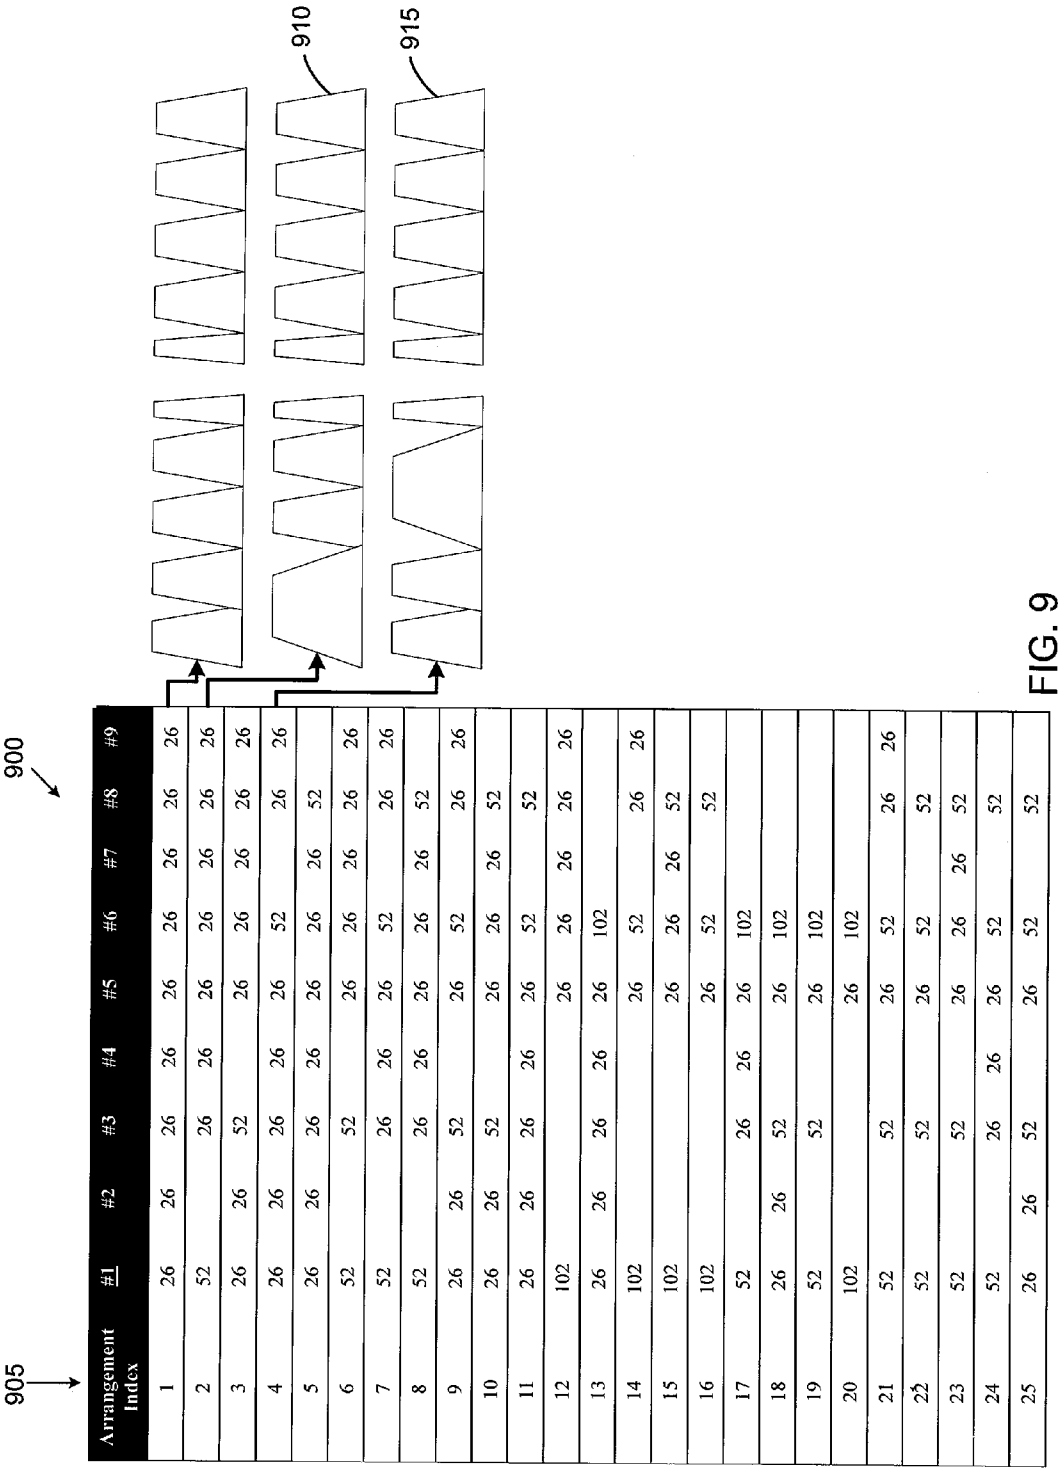 900
905
Arrangement Index #1 #2 #3 #4 #5 #6 #7 #8 #9
1 26 26 26 26 26 26 26 26 26
2 52 26 26 26 26 26 26 26
3 26 26 52 26 26 26 26 26
4 26 26 26 26 26 52 26 26
5 26 26 26 26 26 26 26 52
6 52 52 26 26 26 26 26
7 52 26 26 26 52 26 26
8 52 26 26 26 26 26 52
9 26 26 52 26 52 26 26
10 26 26 52 26 26 26 52
11 26 26 26 26 26 52 52
12 102 26 26 26 26 26
13 26 26 26 26 26 102
14 102 26 52 26 26
15 102 26 26 26 52
16 102 26 52 52
17 52 26 26 26 102
18 26 26 52 26 102
19 52 52 26 102
20 102 26 102
21 52 52 26 52 26 26
22 52 52 26 52 52
23 52 52 26 26 26 52
24 52 26 26 26 52 52
25 26 26 52 26 52 52
910
915
FIG. 9